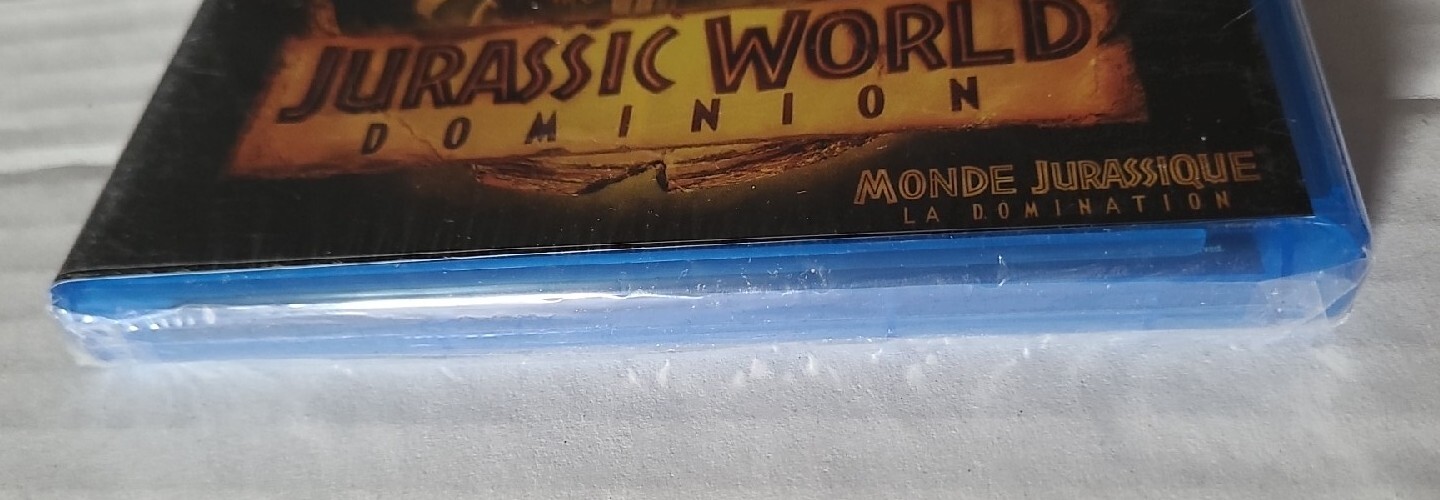 JURASSIC WORLD
DOMINION
MONDE JURASSIQUE
LA DOMINATION